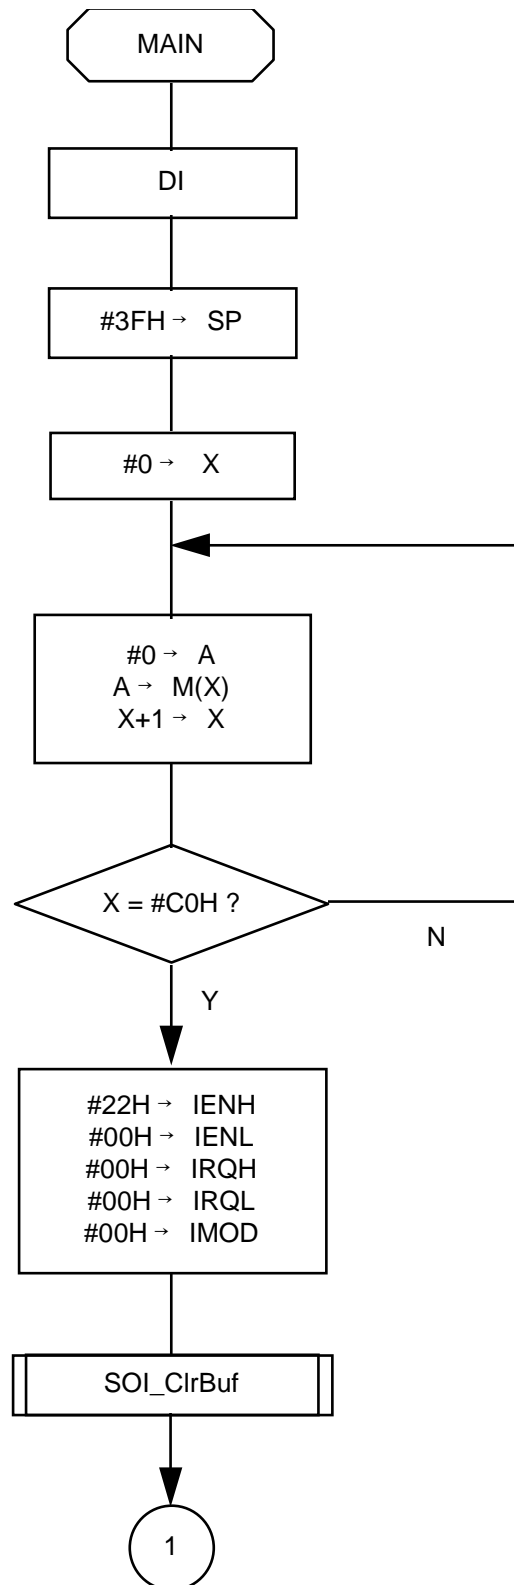 MAIN
DI
#3FH → SP
#0 → X
#0 → A
A → M(X)
X+1 → X
X = #C0H ?
N
Y
#22H → IENH
#00H → IENL
#00H → IRQH
#00H → IRQL
#00H → IMOD
SOI_ClrBuf
1